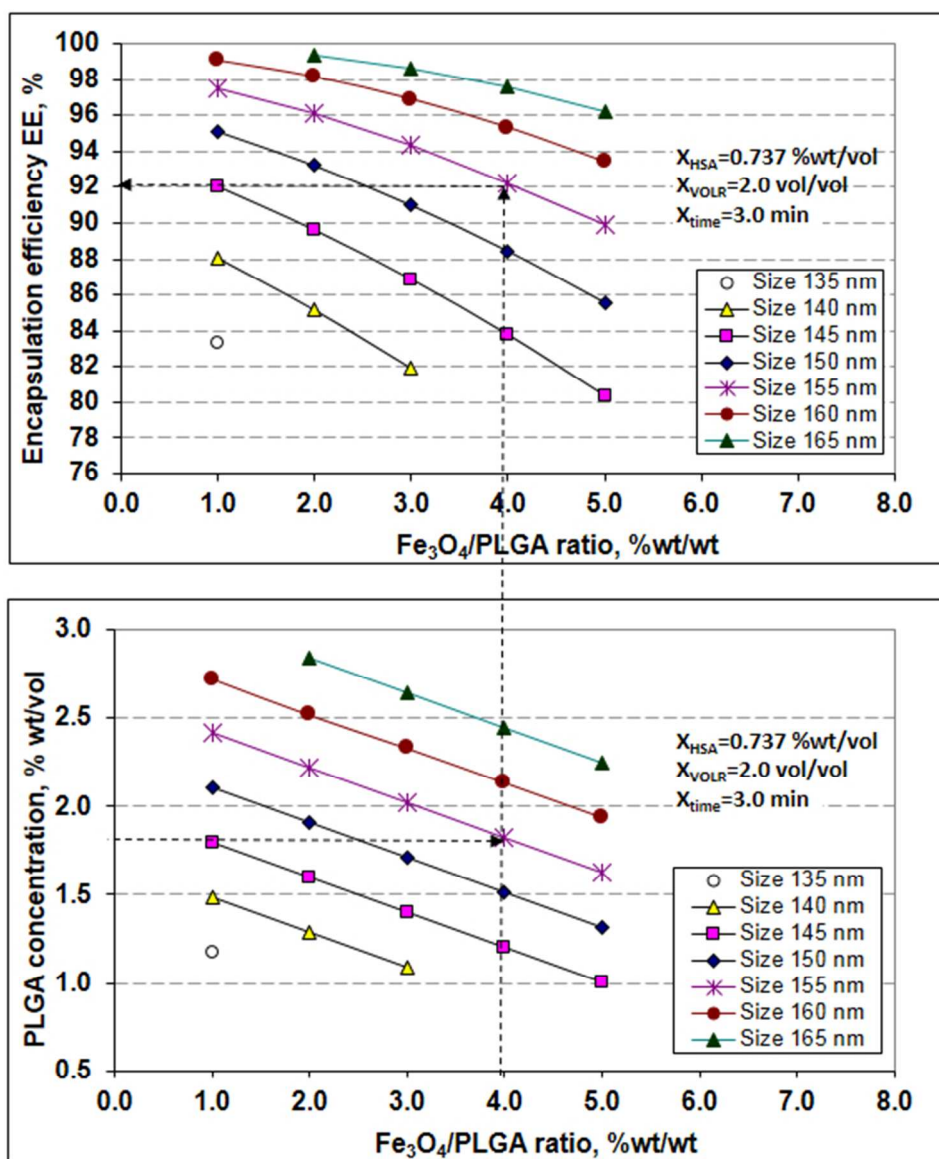 Encapsulation efficiency EE, %
100
98
96
94
92
90
88
86
84
82
80
78
76
0.0 1.0 2.0 3.0 4.0 5.0 6.0 7.0 8.0
Fe₃O₄/PLGA ratio, %wt/wt
X_HSA=0.737 %wt/vol
X_VOLR=2.0 vol/vol
X_time=3.0 min
Size 135 nm
Size 140 nm
Size 145 nm
Size 150 nm
Size 155 nm
Size 160 nm
Size 165 nm
PLGA concentration, % wt/vol
3.0
2.5
2.0
1.5
1.0
0.5
0.0 1.0 2.0 3.0 4.0 5.0 6.0 7.0 8.0
Fe₃O₄/PLGA ratio, %wt/wt
X_HSA=0.737 %wt/vol
X_VOLR=2.0 vol/vol
X_time=3.0 min
Size 135 nm
Size 140 nm
Size 145 nm
Size 150 nm
Size 155 nm
Size 160 nm
Size 165 nm